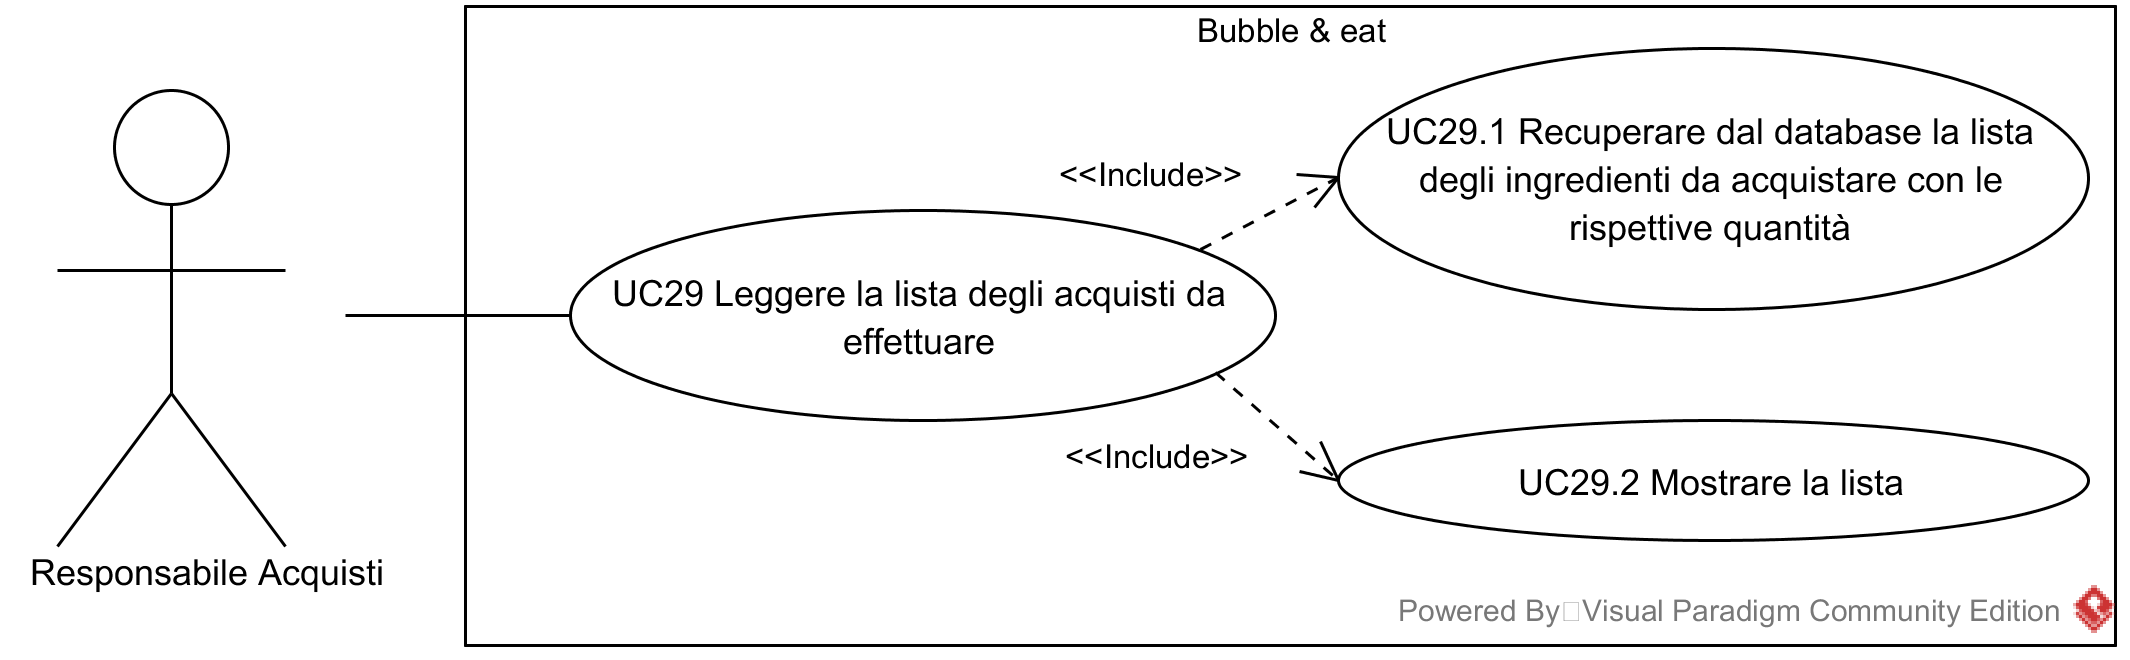 Bubble & eat
UC29.1 Recuperare dal database la lista
degli ingredienti da acquistare con le
rispettive quantità
<<Include>>
UC29 Leggere la lista degli acquisti da
effettuare
<<Include>>
UC29.2 Mostrare la lista
Responsabile Acquisti
Powered By Visual Paradigm Community Edition